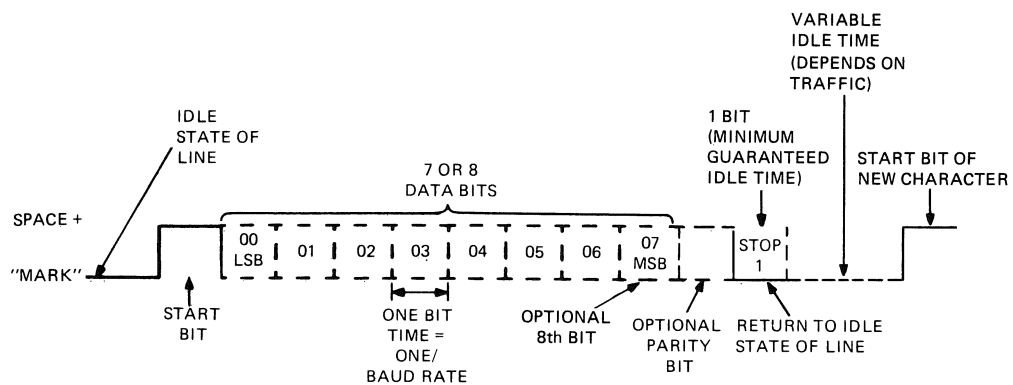 VARIABLE
IDLE TIME
(DEPENDS ON
TRAFFIC)
IDLE
STATE OF
LINE
1 BIT
(MINIMUM
GUARANTEED
IDLE TIME)
7 OR 8
DATA BITS
START BIT OF
NEW CHARACTER
SPACE +
"MARK"
00
LSB
01
02
03
04
05
06
07
MSB
STOP
1
START
BIT
ONE BIT
TIME =
ONE/
BAUD RATE
OPTIONAL
8th BIT
OPTIONAL
PARITY
BIT
RETURN TO IDLE
STATE OF LINE